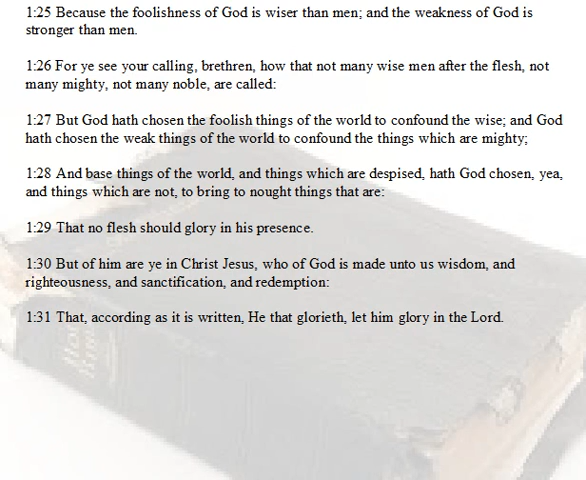 1:25 Because the foolishness of God is wiser than men; and the weakness of God is
stronger than men.
1:26 For ye see your calling, brethren, how that not many wise men after the flesh, not
many mighty, not many noble, are called:
1:27 But God hath chosen the foolish things of the world to confound the wise; and God
hath chosen the weak things of the world to confound the things which are mighty;
1:28 And base things of the world, and things which are despised, hath God chosen, yea,
and things which are not, to bring to nought things that are:
1:29 That no flesh should glory in his presence.
1:30 But of him are ye in Christ Jesus, who of God is made unto us wisdom, and
righteousness, and sanctification, and redemption:
1:31 That, according as it is written, He that glorieth, let him glory in the Lord.
Holy
Bible